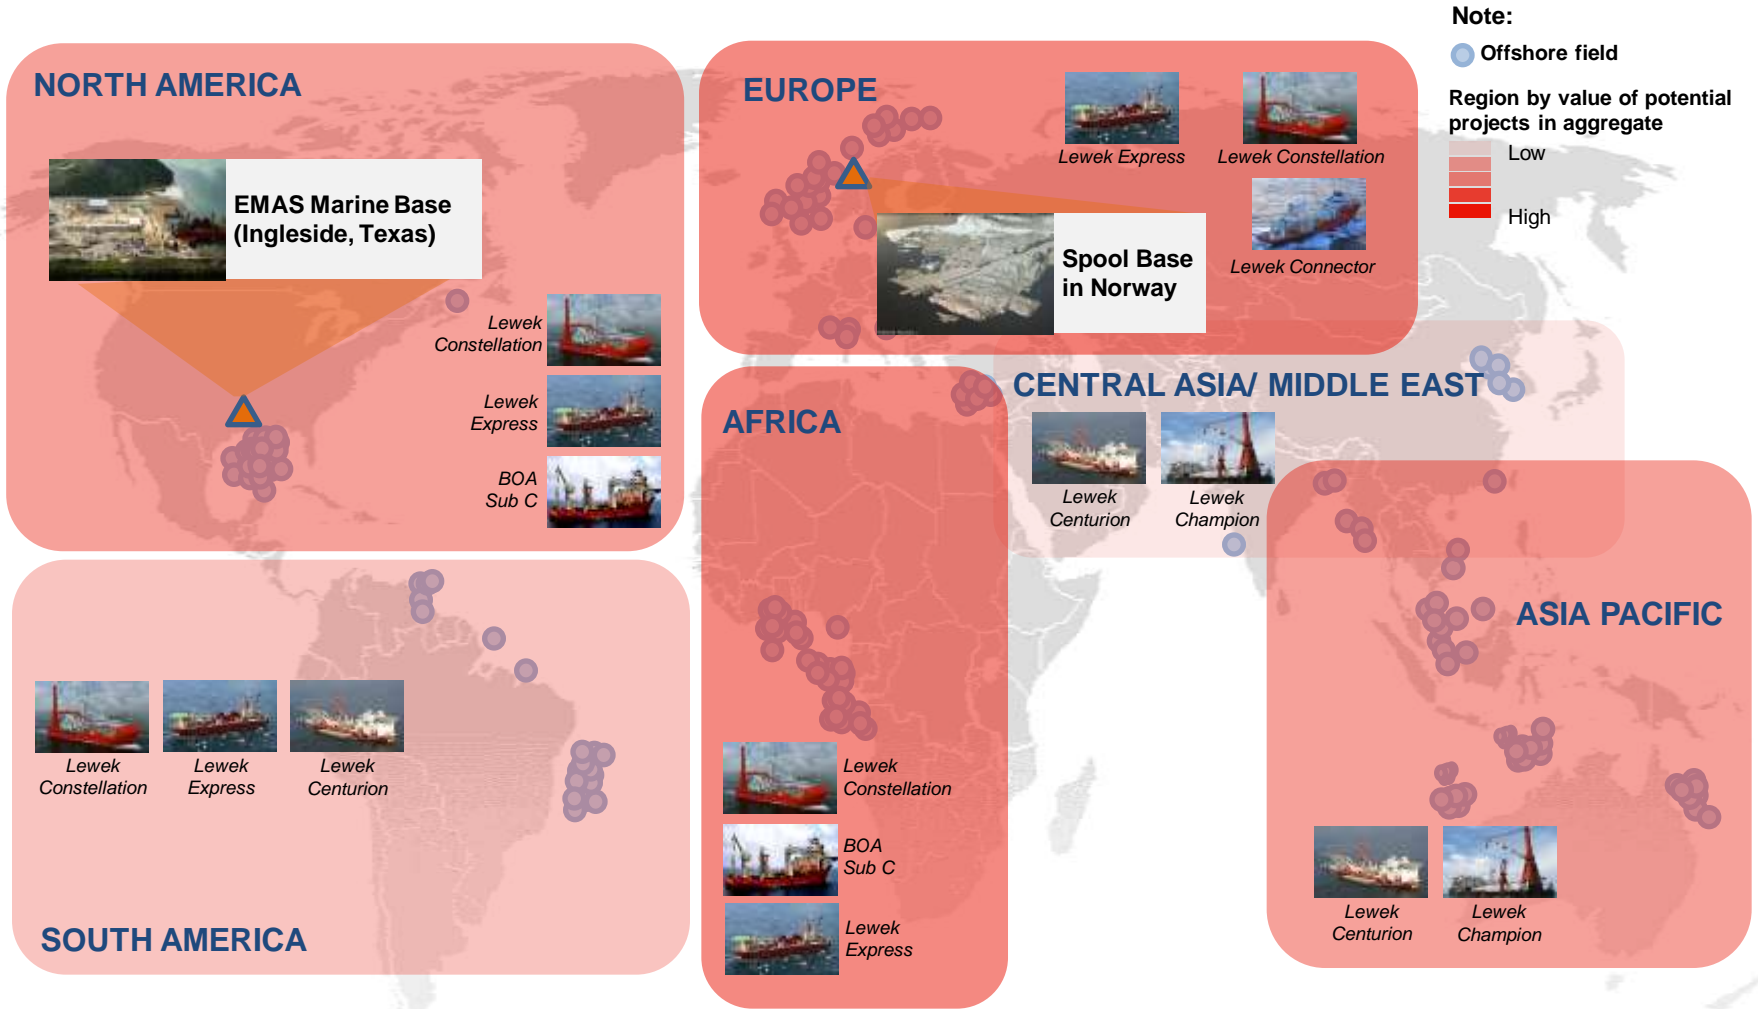 Note:
Offshore field
Region by value of potential
projects in aggregate
Low
High
NORTH AMERICA
EMAS Marine Base
(Ingleside, Texas)
Lewek
Constellation
Lewek
Express
BOA
Sub C
EUROPE
Lewek Express
Lewek Constellation
Lewek Connector
Spool Base
in Norway
CENTRAL ASIA/ MIDDLE EAST
Lewek
Centurion
Lewek
Champion
AFRICA
Lewek
Constellation
BOA
Sub C
Lewek
Express
ASIA PACIFIC
Lewek
Centurion
Lewek
Champion
Lewek
Constellation
Lewek
Express
Lewek
Centurion
SOUTH AMERICA